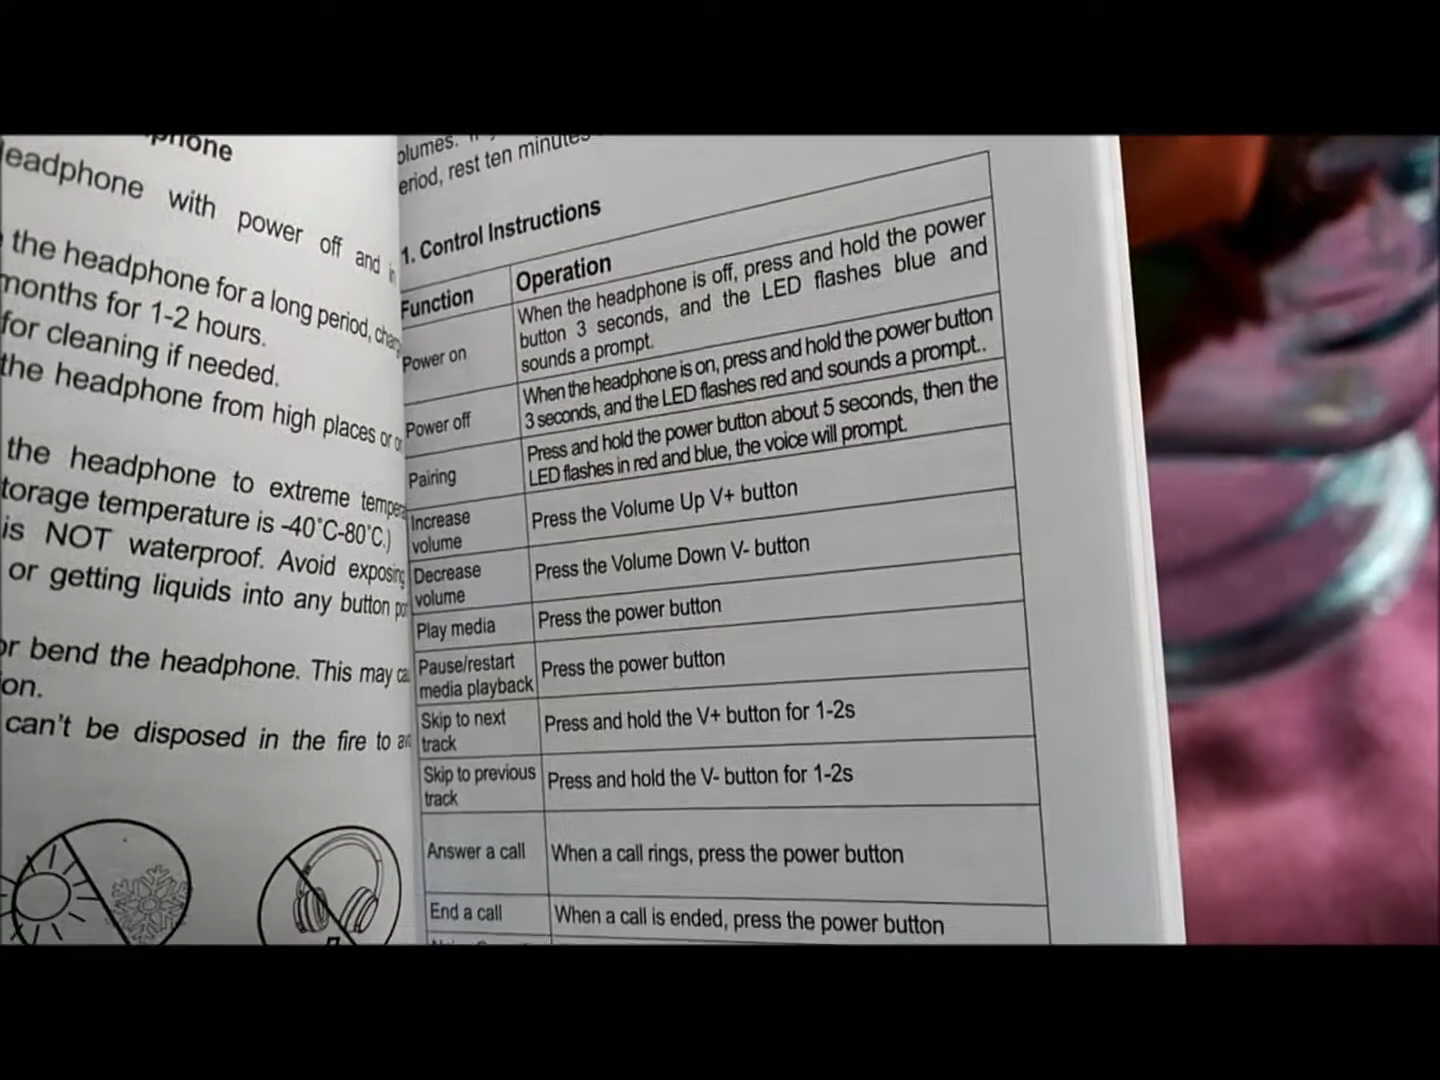 phone
eadphone with power off and in
the headphone for a long period,
months for 1-2 hours.
for cleaning if needed.
the headphone from high places or
the headphone to extreme
torage temperature is -40°C-80°C.)
is NOT waterproof. Avoid exposing
or getting liquids into any button
or bend the headphone. This may
on.
can't be disposed in the fire to
olumes.
eriod, rest ten minutes
1. Control Instructions
Function Operation
Power on
When the headphone is off, press and hold the power
button 3 seconds, and the LED flashes blue and
sounds a prompt.
Power off
When the headphone is on, press and hold the power button
3 seconds, and the LED flashes red and sounds a prompt..
Pairing
Press and hold the power button about 5 seconds, then the
LED flashes in red and blue, the voice will prompt.
Increase
volume
Press the Volume Up V+ button
Decrease
volume
Press the Volume Down V- button
Play media
Press the power button
Pause/restart
media playback
Press the power button
Skip to next
track
Press and hold the V+ button for 1-2s
Skip to previous
track
Press and hold the V- button for 1-2s
Answer a call
When a call rings, press the power button
End a call
When a call is ended, press the power button